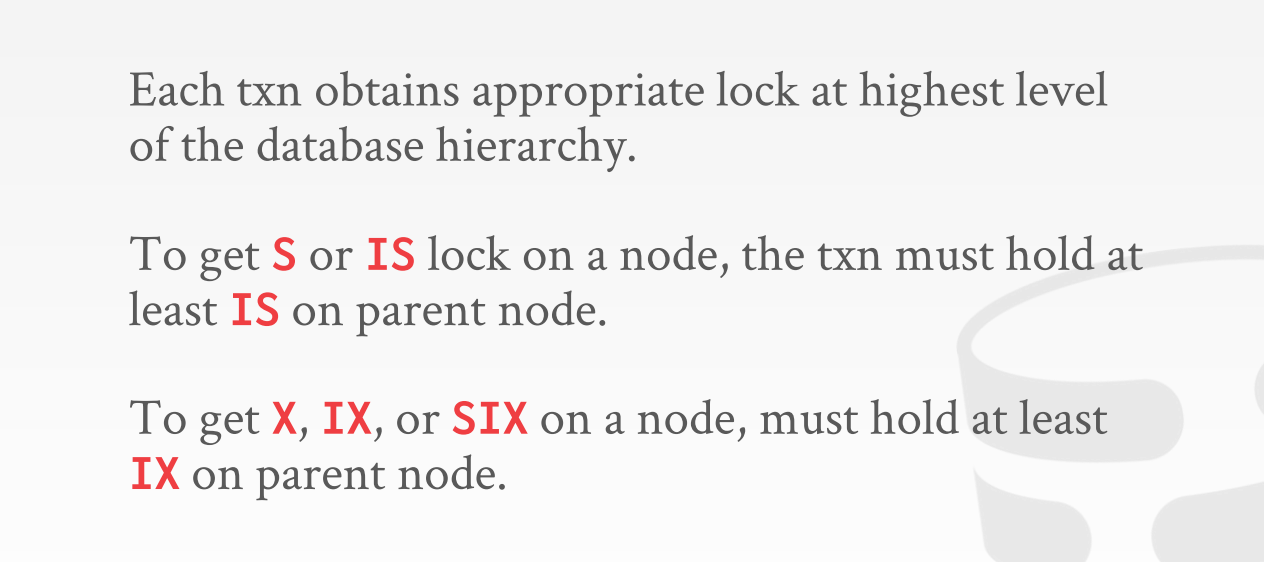 Each txn obtains appropriate lock at highest level
of the database hierarchy.
To get S or IS lock on a node, the txn must hold at
least IS on parent node.
To get X, IX, or SIX on a node, must hold at least
IX on parent node.